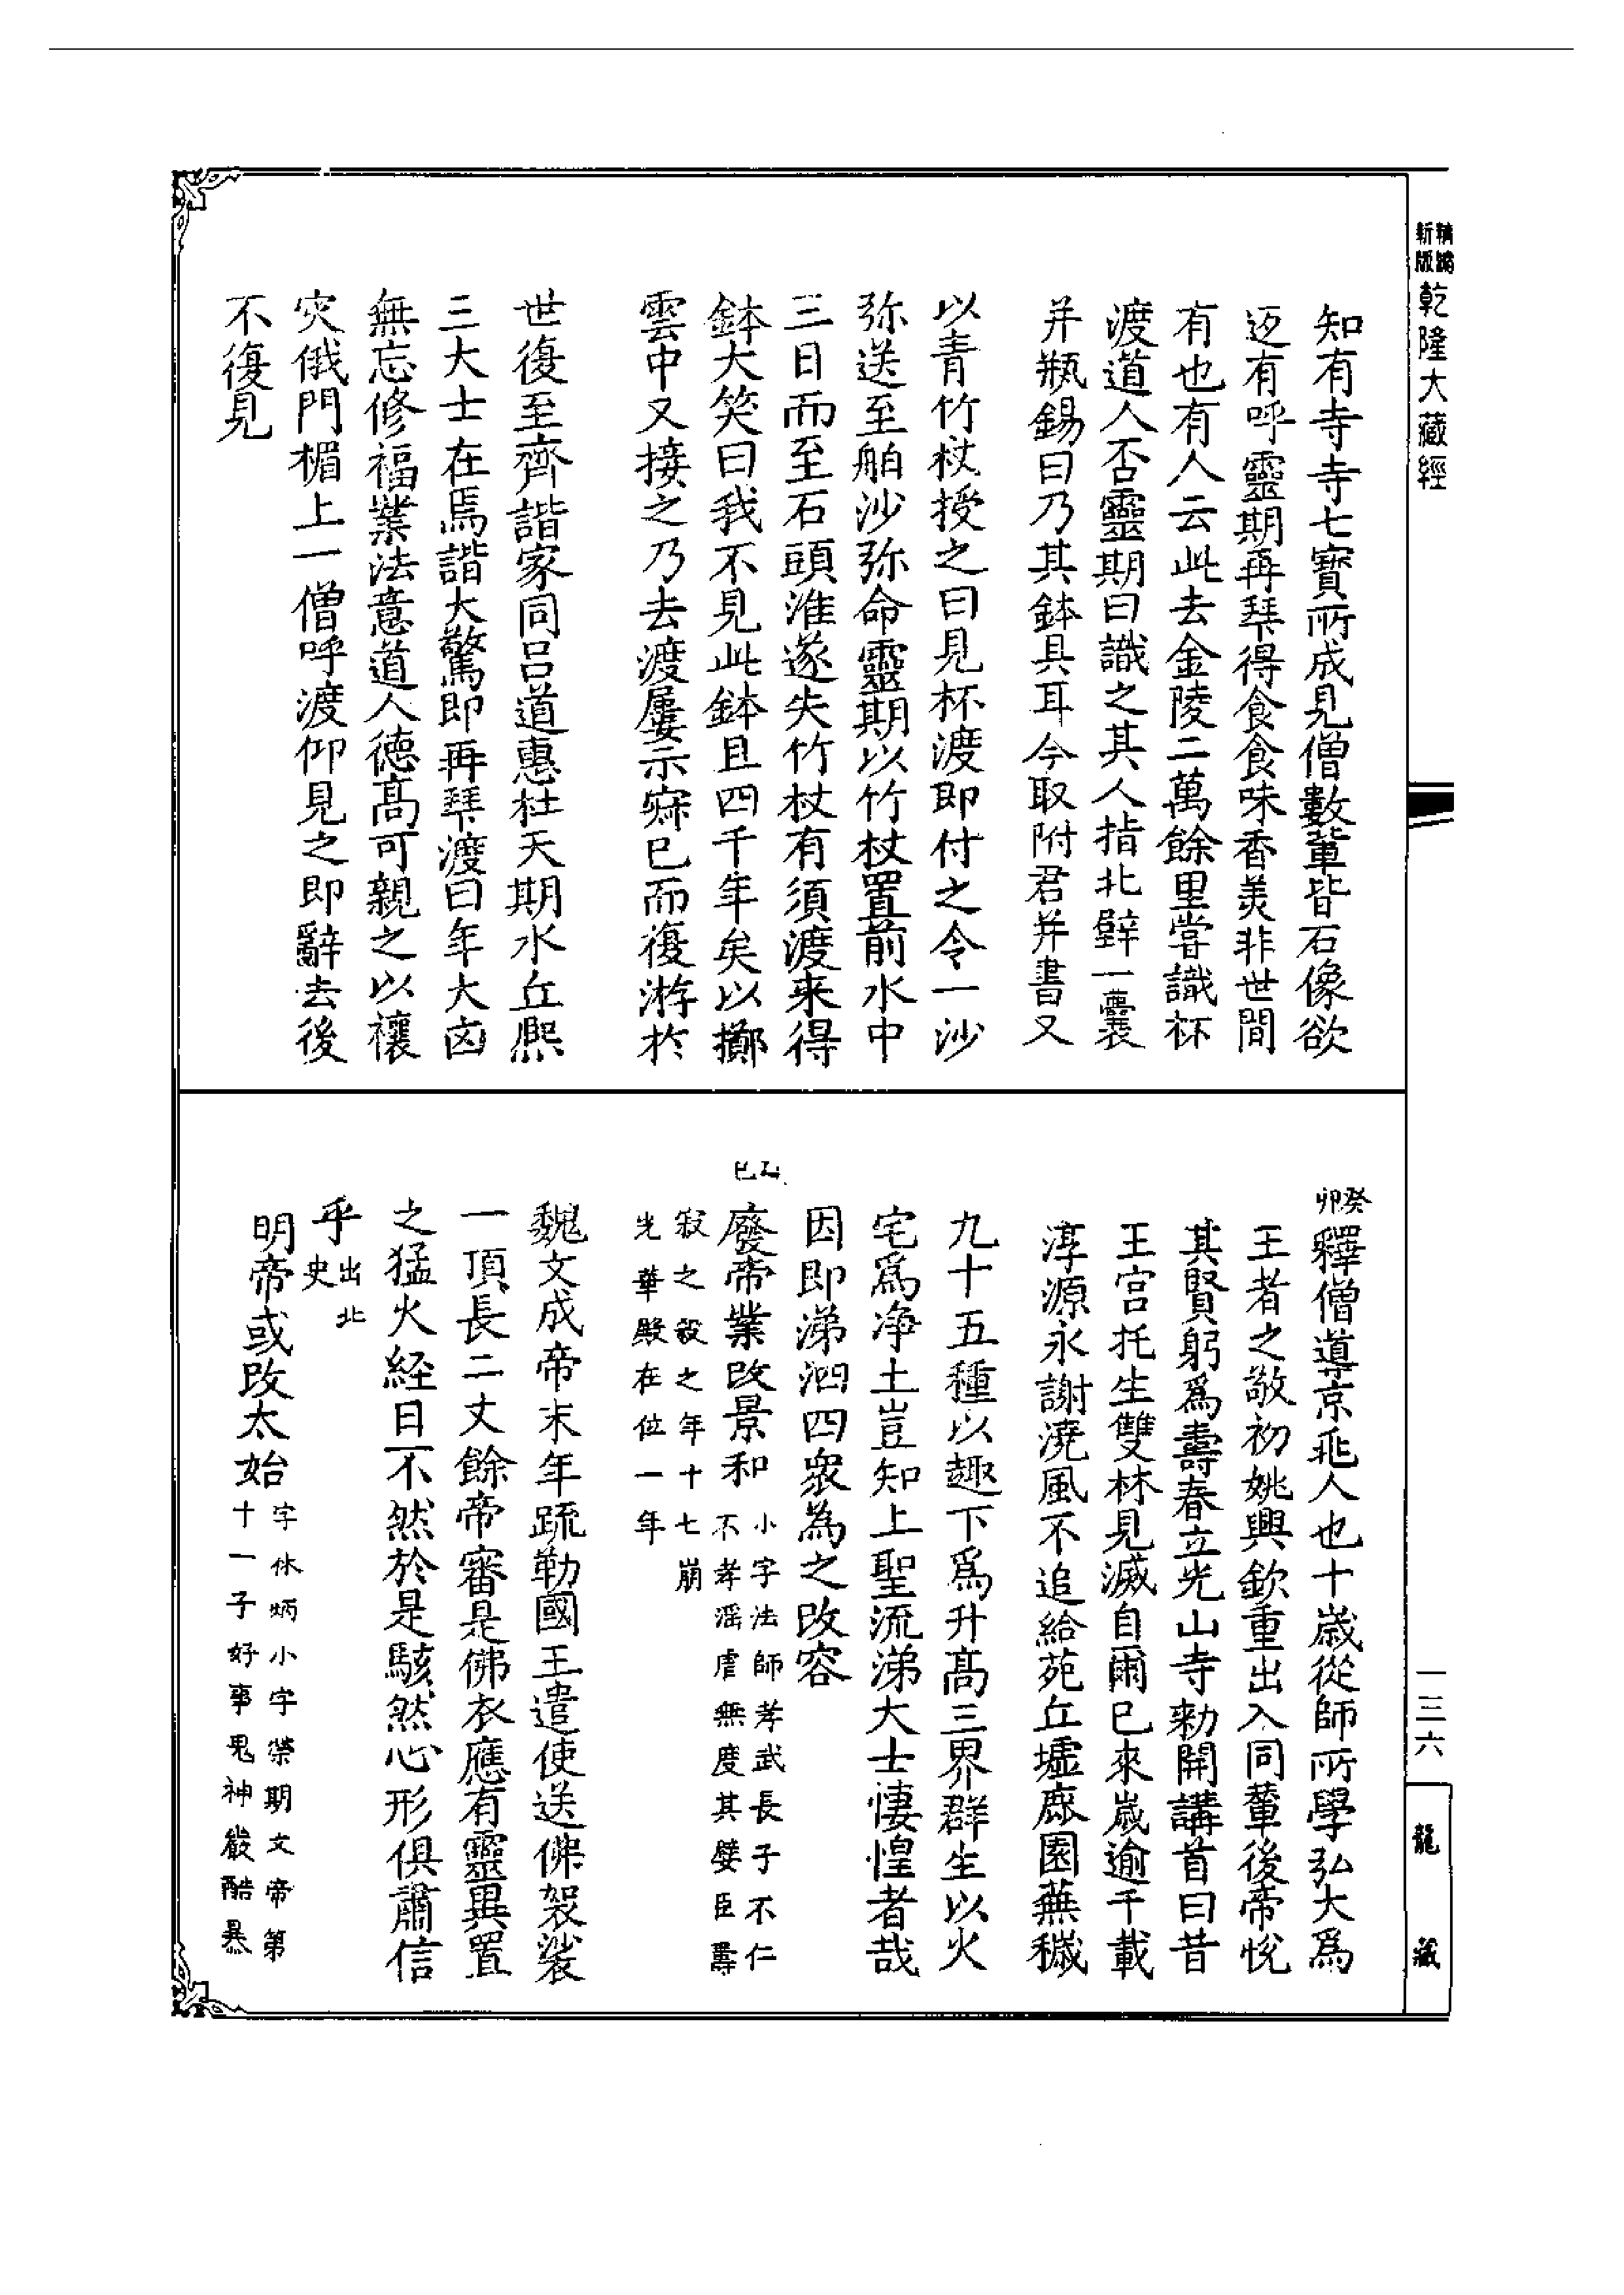 新版精縮
乾隆大藏經
知有寺寺七寶所成見僧數輩皆石像欲
迈有呼靈期再拜得食食味香美非世間
有也有人云此去金陵二萬餘里嘗識杯
渡道人否靈期曰識之其人指北壁一囊
并瓶錫曰乃其鉢具耳今取附君并書又
以青竹杖授之曰見杯渡即付之令一沙
弥送至舶沙弥命靈期以竹杖置前水中
三日而至石頭淮遂失竹杖有須渡来得
鉢大笑曰我不見此鉢且四千年矣以擲
雲中又接之乃去渡屢示寂已而復游於
世復至齊諧家同吕道惠杜天期水丘熈
三大士在焉諧大驚即再拜渡曰年大凶
無忘修福業法意道人德髙可親之以禳
灾俄門楣上一僧呼渡仰見之即辭去後
不復見
癸卯
釋僧導京兆人也十歳從師所學弘大爲
王者之敬初姚興欽重出入同輦後帝悅
其賢躬爲壽春立光山寺勑開講首曰昔
王宫托生雙林見滅自爾已來歳逾千載
淳源永謝澆風不追給苑丘墟鹿園蕪穢
九十五種以趣下爲升髙三界群生以火
宅爲净土豈知上聖流涕大士悽惶者哉
因即涕泗四衆為之改容
乙巳
廢帝業改景和
小字法師孝武長子不仁
不孝滛虐無度其嬖臣壽
寂之殺之年十七崩
光華殿在位一年
魏文成帝末年疏勒國王遣使送佛袈裟
一頂長二丈餘帝審是佛衣應有靈異置
之猛火経日不然於是駭然心形俱肅信
乎
出北
史
明帝或改太始
字休炳小字榮期文帝第
十一子好事鬼神嚴酷暴
一三六
龍藏